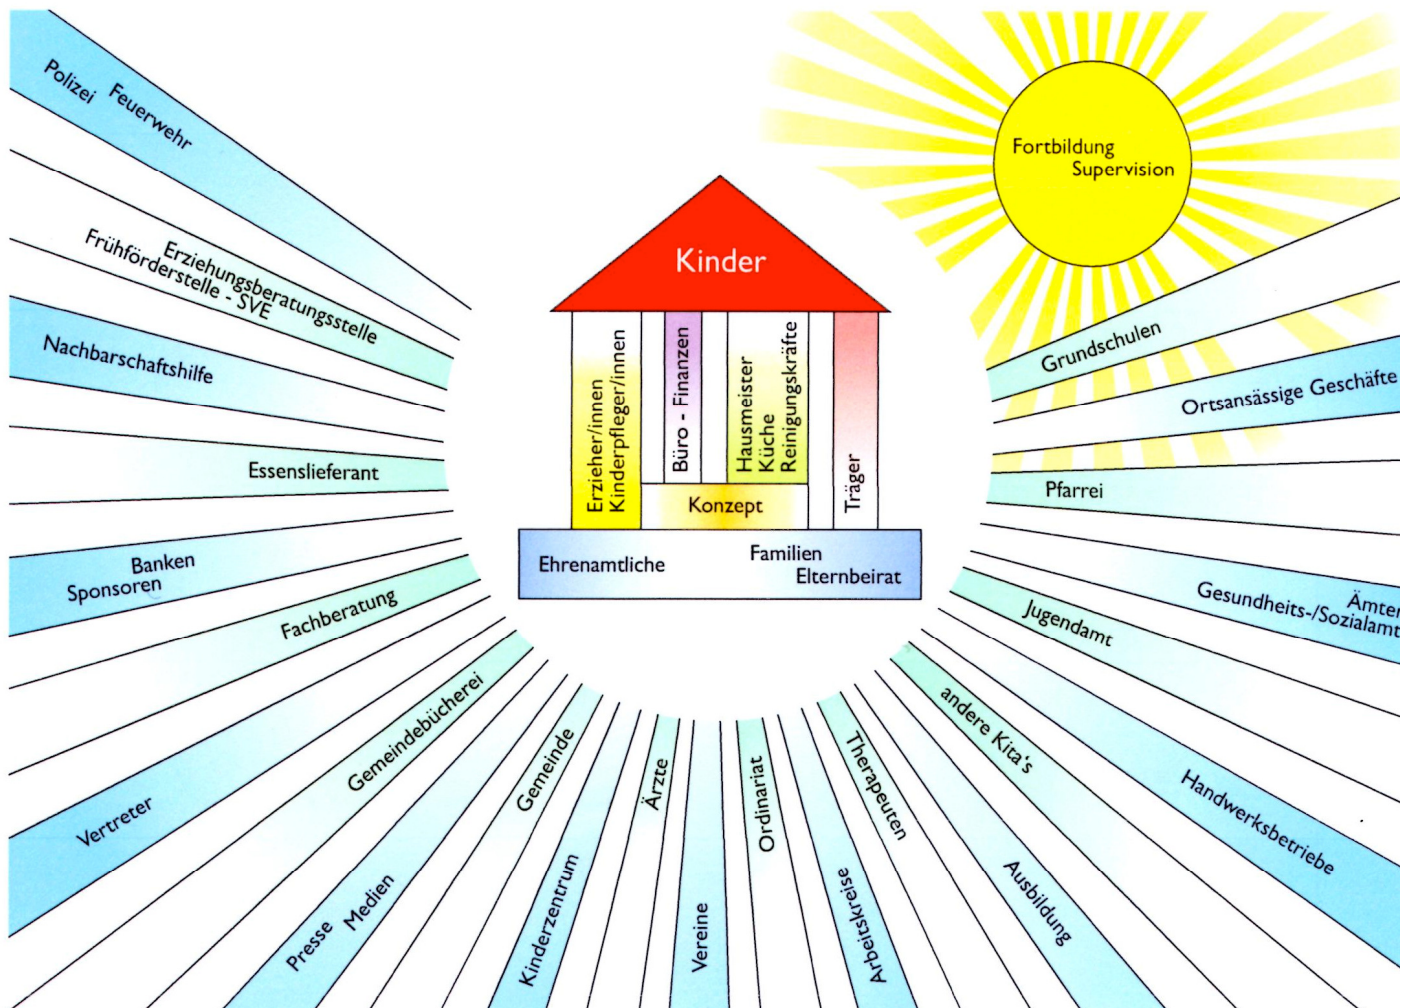 Fortbildung
Supervision
Kinder
Erzieher/innen
Kinderpfleger/innen
Büro - Finanzen
Hausmeister
Küche
Reinigungskräfte
Träger
Konzept
Ehrenamtliche
Familien
Elternbeirat
Feuerwehr
Polizei
Erziehungsberatungsstelle
Frühförderstelle - SVE
Nachbarschaftshilfe
Essenslieferant
Banken
Sponsoren
Fachberatung
Vertreter
Gemeindebücherei
Presse
Medien
Gemeinde
Kinderzentrum
Ärzte
Vereine
Ordinariat
Arbeitskreise
Therapeuten
Ausbildung
andere Kita's
Handwerksbetriebe
Jugendamt
Ämter
Gesundheits-/Sozialamt
Pfarrei
Ortsansässige Geschäfte
Grundschulen